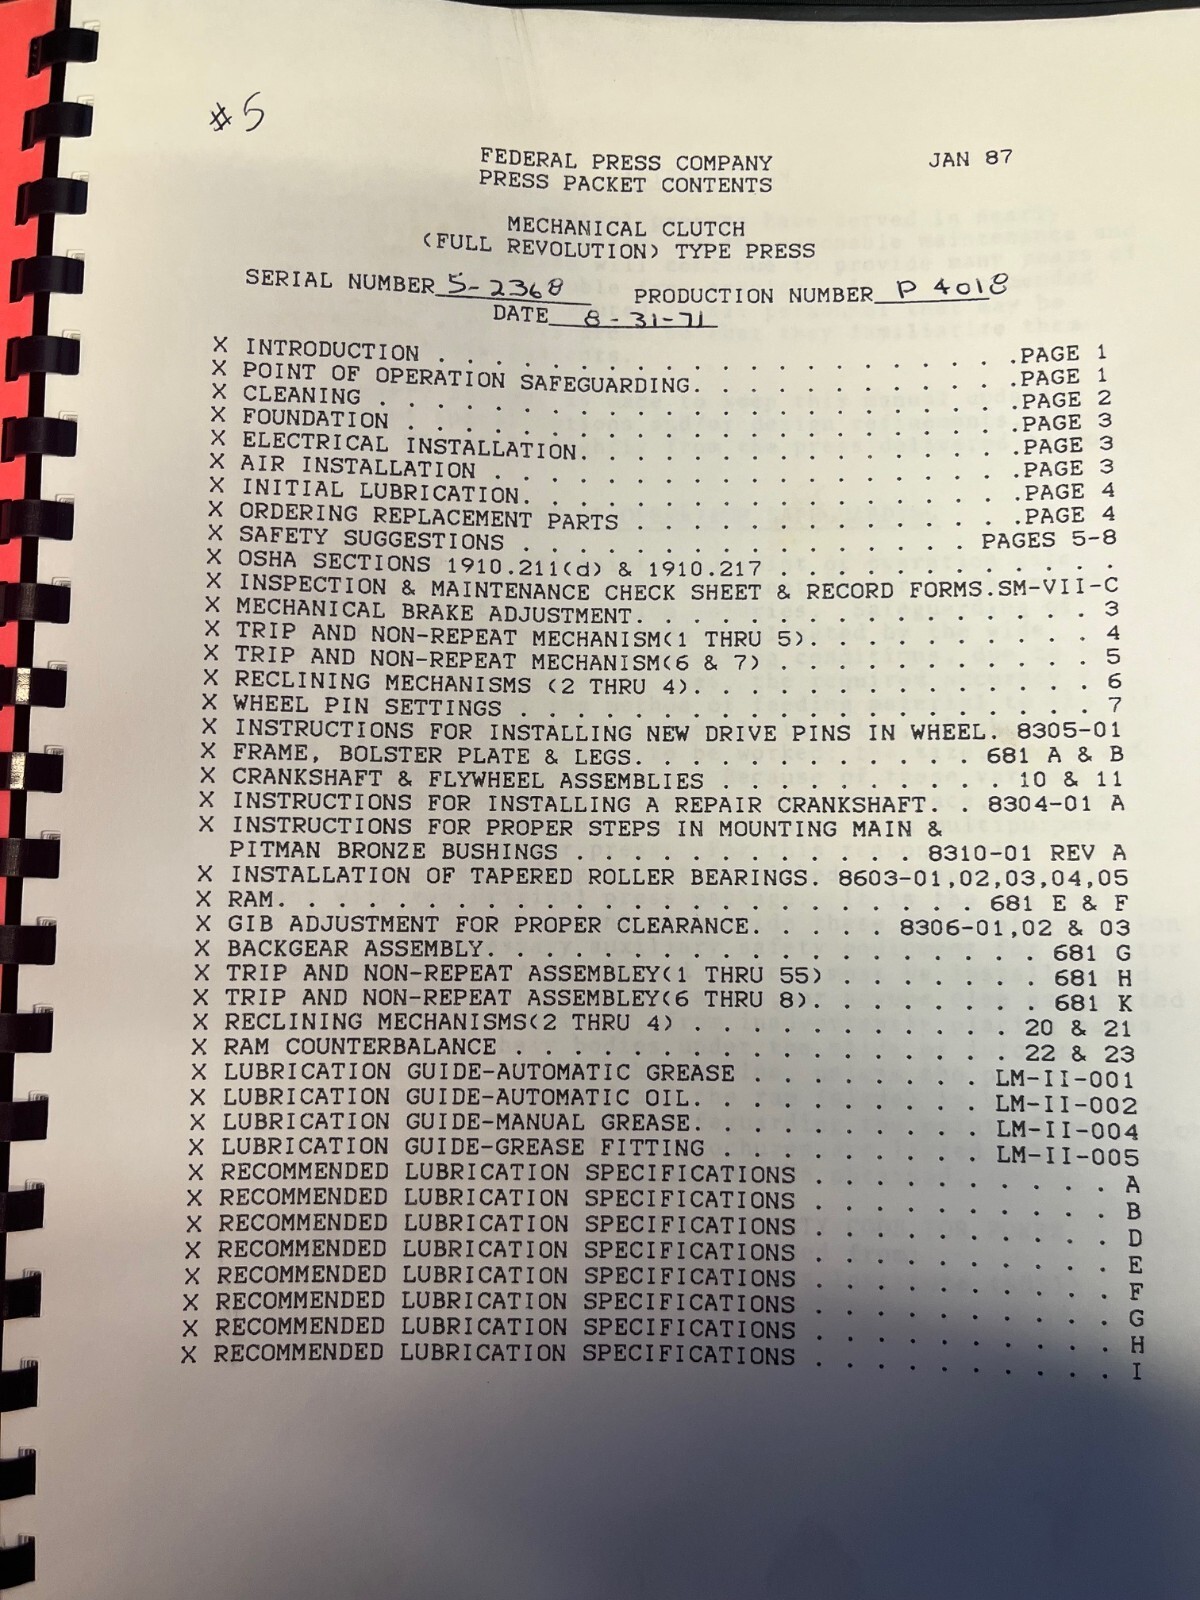 #5
FEDERAL PRESS COMPANY JAN 87
PRESS PACKET CONTENTS
MECHANICAL CLUTCH
(FULL REVOLUTION) TYPE PRESS
SERIAL NUMBER 5-2368 PRODUCTION NUMBER P 4018
DATE 8-31-71
X INTRODUCTION . . . . . . . . . . . . . . . . . . . . .PAGE 1
X POINT OF OPERATION SAFEGUARDING. . . . . . . . . . . .PAGE 1
X CLEANING . . . . . . . . . . . . . . . . . . . . . . .PAGE 2
X FOUNDATION . . . . . . . . . . . . . . . . . . . . . .PAGE 3
X ELECTRICAL INSTALLATION. . . . . . . . . . . . . . . .PAGE 3
X AIR INSTALLATION . . . . . . . . . . . . . . . . . . .PAGE 3
X INITIAL LUBRICATION. . . . . . . . . . . . . . . . . .PAGE 4
X ORDERING REPLACEMENT PARTS . . . . . . . . . . . . . .PAGE 4
X SAFETY SUGGESTIONS . . . . . . . . . . . . . . . . PAGES 5-8
X OSHA SECTIONS 1910.211(d) & 1910.217 . . . . . . . . . . . .
X INSPECTION & MAINTENANCE CHECK SHEET & RECORD FORMS.SM-VII-C
X MECHANICAL BRAKE ADJUSTMENT. . . . . . . . . . . . . . . . 3
X TRIP AND NON-REPEAT MECHANISM(1 THRU 5). . . . . . . . . . 4
X TRIP AND NON-REPEAT MECHANISM(6 & 7) . . . . . . . . . . . 5
X RECLINING MECHANISMS (2 THRU 4). . . . . . . . . . . . . . 6
X WHEEL PIN SETTINGS . . . . . . . . . . . . . . . . . . . . 7
X INSTRUCTIONS FOR INSTALLING NEW DRIVE PINS IN WHEEL. 8305-01
X FRAME, BOLSTER PLATE & LEGS. . . . . . . . . . . . 681 A & B
X CRANKSHAFT & FLYWHEEL ASSEMBLIES . . . . . . . . . . 10 & 11
X INSTRUCTIONS FOR INSTALLING A REPAIR CRANKSHAFT. . 8304-01 A
X INSTRUCTIONS FOR PROPER STEPS IN MOUNTING MAIN &
PITMAN BRONZE BUSHINGS . . . . . . . . . . . . 8310-01 REV A
X INSTALLATION OF TAPERED ROLLER BEARINGS. 8603-01,02,03,04,05
X RAM. . . . . . . . . . . . . . . . . . . . . . . . 681 E & F
X GIB ADJUSTMENT FOR PROPER CLEARANCE. . . . . 8306-01,02 & 03
X BACKGEAR ASSEMBLY. . . . . . . . . . . . . . . . . . . 681 G
X TRIP AND NON-REPEAT ASSEMBLEY(1 THRU 55) . . . . . . . 681 H
X TRIP AND NON-REPEAT ASSEMBLEY(6 THRU 8). . . . . . . . 681 K
X RECLINING MECHANISMS(2 THRU 4) . . . . . . . . . . . 20 & 21
X RAM COUNTERBALANCE . . . . . . . . . . . . . . . . . 22 & 23
X LUBRICATION GUIDE-AUTOMATIC GREASE . . . . . . . . LM-II-001
X LUBRICATION GUIDE-AUTOMATIC OIL. . . . . . . . . . LM-II-002
X LUBRICATION GUIDE-MANUAL GREASE. . . . . . . . . . LM-II-004
X LUBRICATION GUIDE-GREASE FITTING . . . . . . . . . LM-II-005
X RECOMMENDED LUBRICATION SPECIFICATIONS . . . . . . . . . . A
X RECOMMENDED LUBRICATION SPECIFICATIONS . . . . . . . . . . B
X RECOMMENDED LUBRICATION SPECIFICATIONS . . . . . . . . . . D
X RECOMMENDED LUBRICATION SPECIFICATIONS . . . . . . . . . . E
X RECOMMENDED LUBRICATION SPECIFICATIONS . . . . . . . . . . F
X RECOMMENDED LUBRICATION SPECIFICATIONS . . . . . . . . . . G
X RECOMMENDED LUBRICATION SPECIFICATIONS . . . . . . . . . . H
X RECOMMENDED LUBRICATION SPECIFICATIONS . . . . . . . . . . I